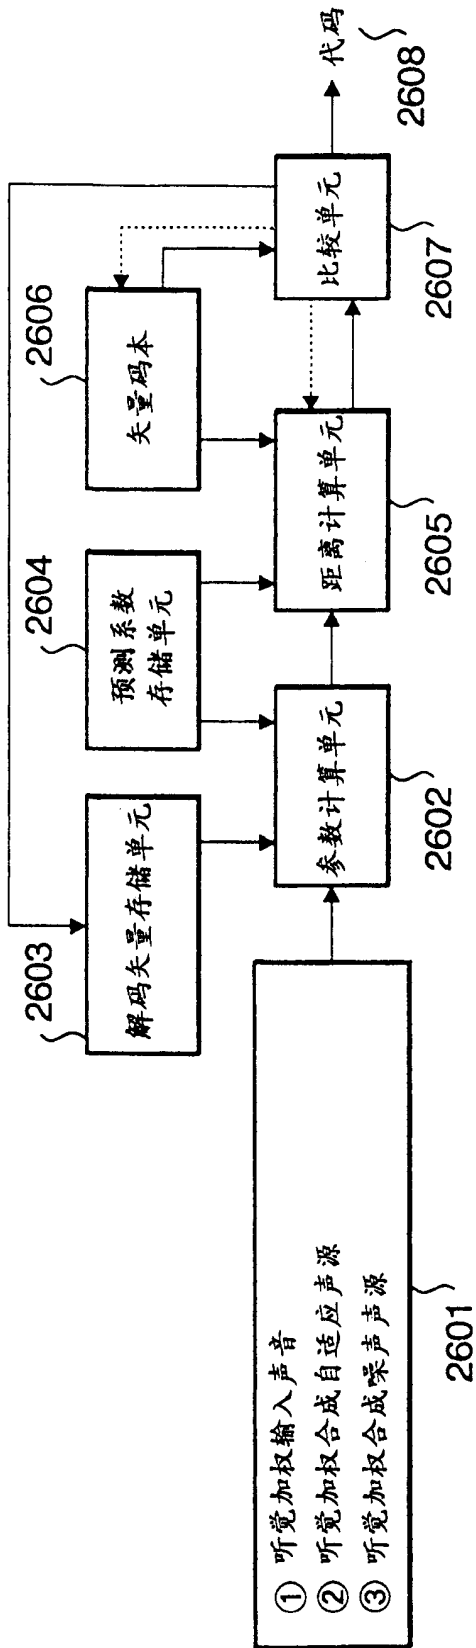 ① 听觉加权输入声音
② 听觉加权合成自适应声源
③ 听觉加权合成噪声声源
2601
2603
解码矢量存储单元
2604
预测系数
存储单元
2606
矢量码本
参数计算单元
2602
距离计算单元
2605
比较单元
2607
代码
2608